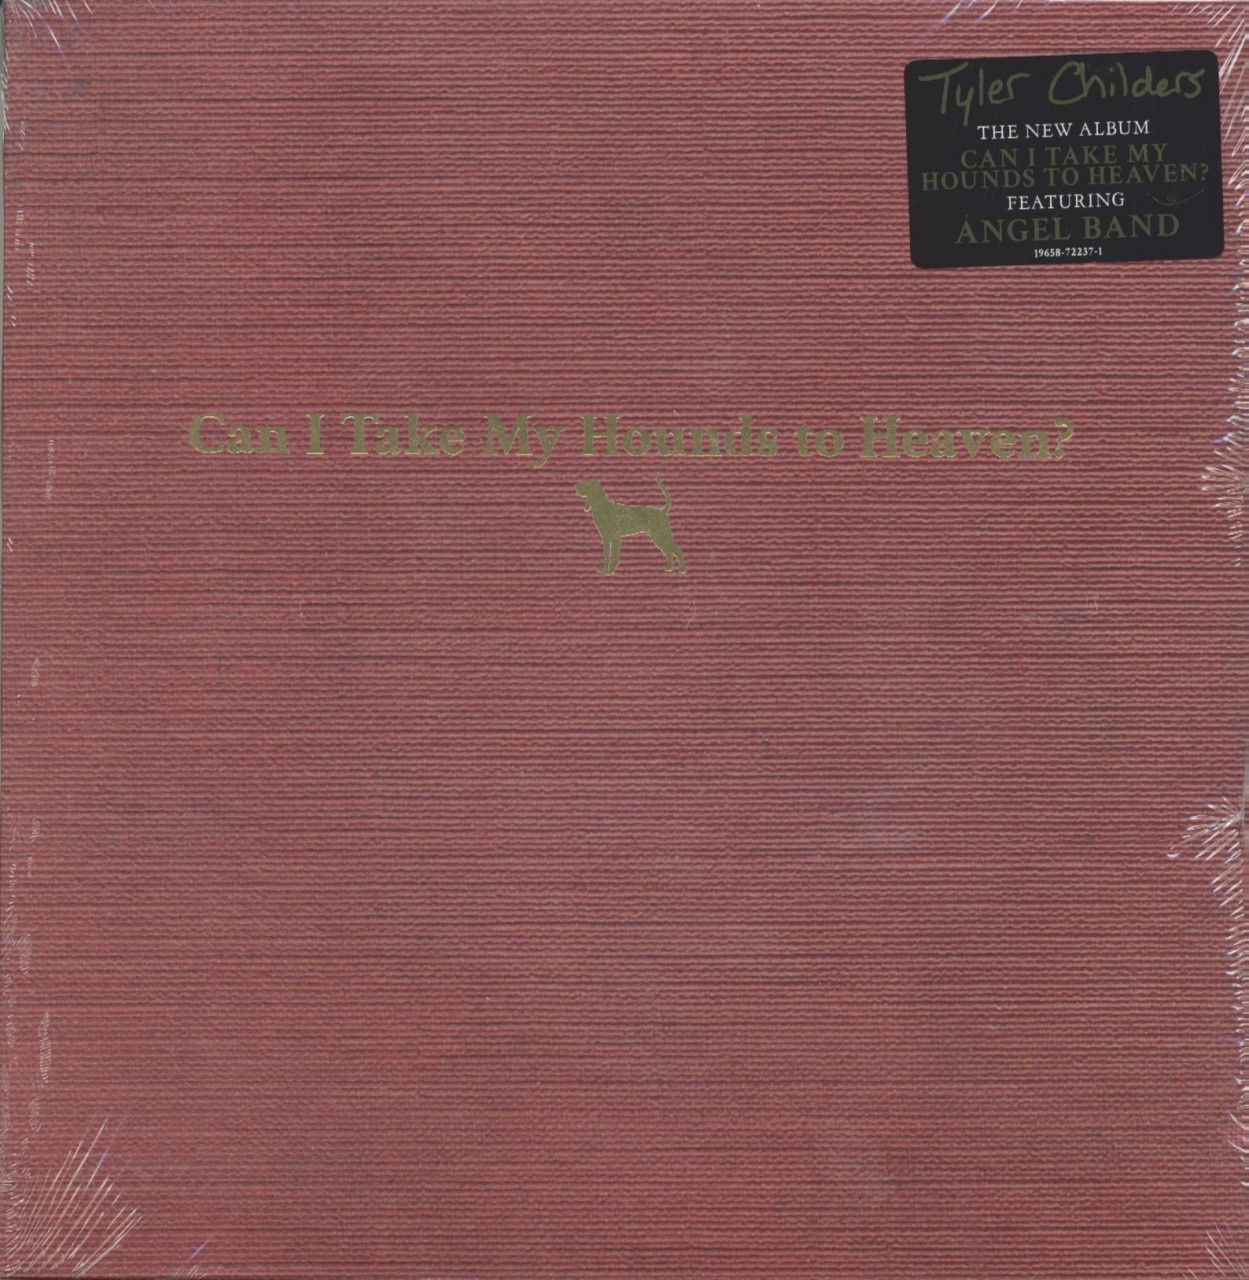 Tyler Childers
THE NEW ALBUM
CAN I TAKE MY
HOUNDS TO HEAVEN?
FEATURING
ANGEL BAND
19658-72237-1
Can I Take My Hounds to Heaven?